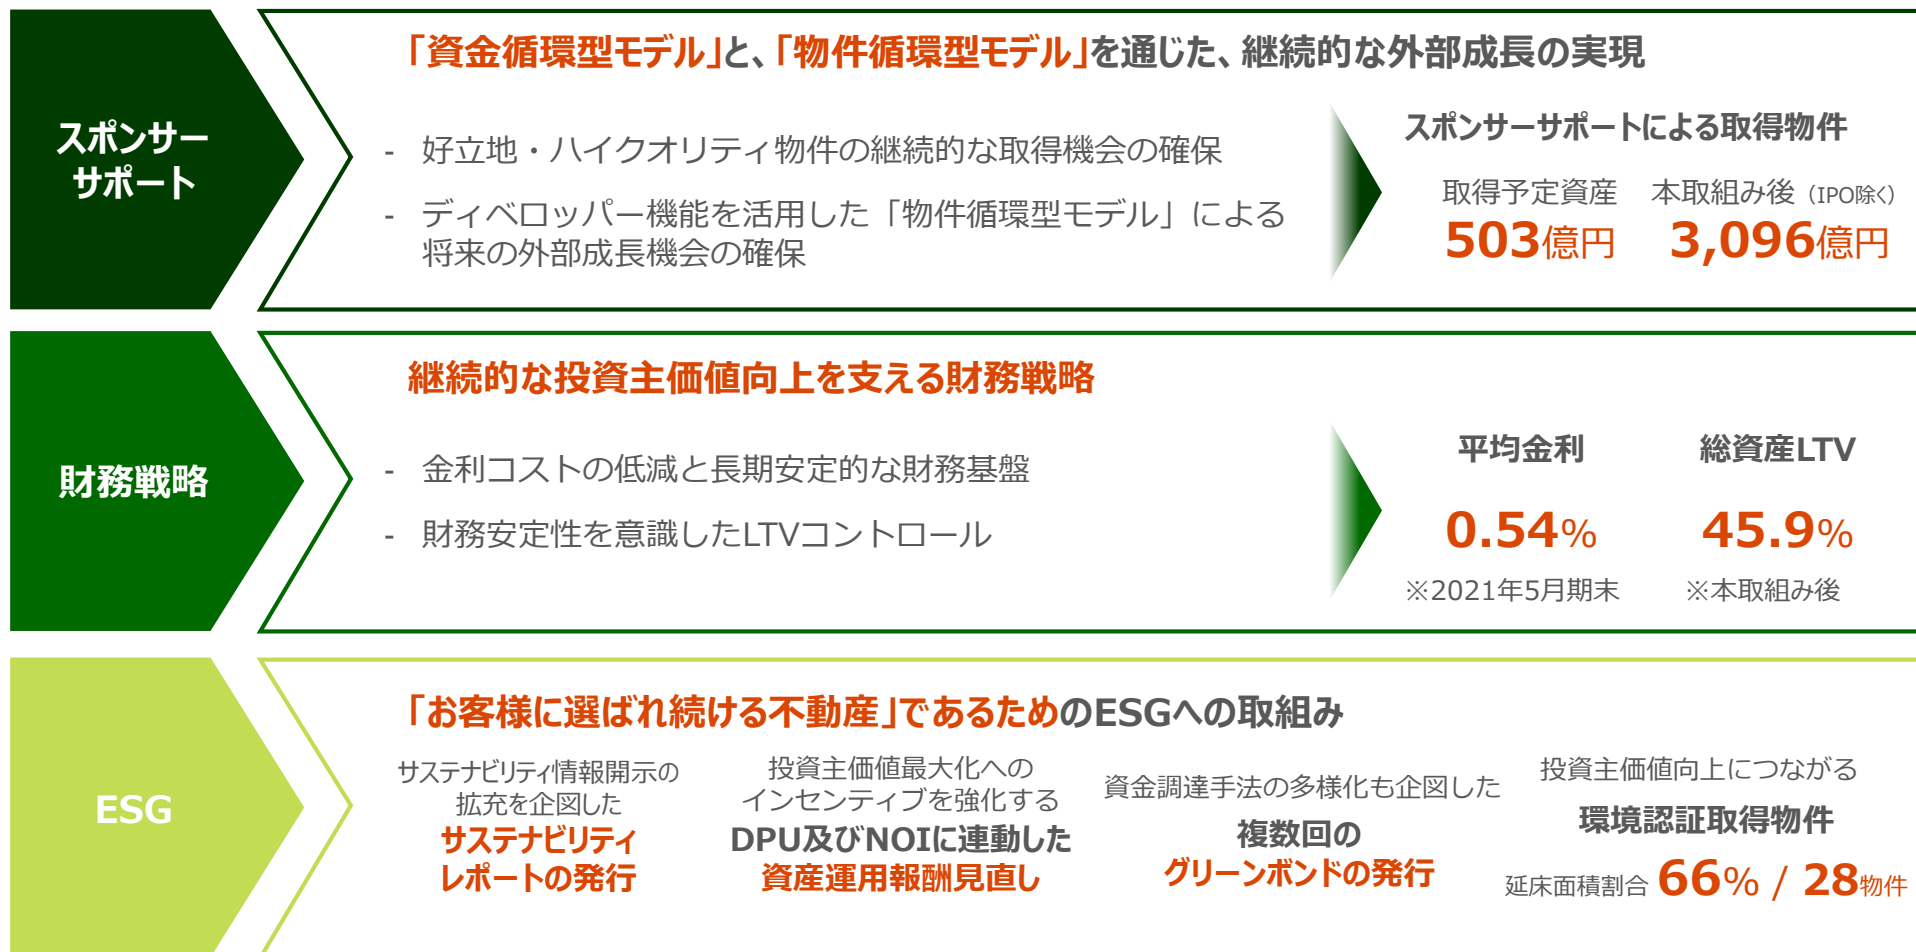 スポンサー
サポート
「資金循環型モデル」と、「物件循環型モデル」を通じた、継続的な外部成長の実現
- 好立地・ハイクオリティ物件の継続的な取得機会の確保
- ディベロッパー機能を活用した「物件循環型モデル」による
将来の外部成長機会の確保
スポンサーサポートによる取得物件
取得予定資産 本取組み後（IPO除く）
503億円 3,096億円
財務戦略
継続的な投資主価値向上を支える財務戦略
- 金利コストの低減と長期安定的な財務基盤
- 財務安定性を意識したLTVコントロール
平均金利 総資産LTV
0.54% 45.9%
※2021年5月期末 ※本取組み後
ESG
「お客様に選ばれ続ける不動産」であるためのESGへの取組み
サステナビリティ情報開示の
拡充を企図した
サステナビリティ
レポートの発行
投資主価値最大化への
インセンティブを強化する
DPU及びNOIに連動した
資産運用報酬見直し
資金調達手法の多様化も企図した
複数回の
グリーンボンドの発行
投資主価値向上につながる
環境認証取得物件
延床面積割合 66% / 28物件